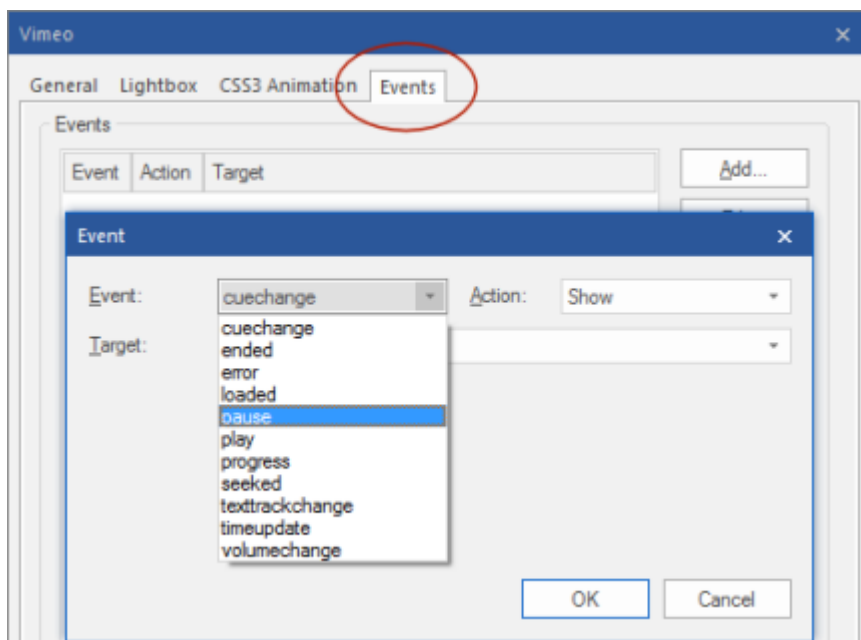 Vimeo
General Lightbox CSS3 Animation Events
Events
Event Action Target
Add...
Event
Event: cuechange Action: Show
Target:
cuechange
ended
error
loaded
pause
play
progress
seeked
texttrackchange
timeupdate
volumechange
OK Cancel